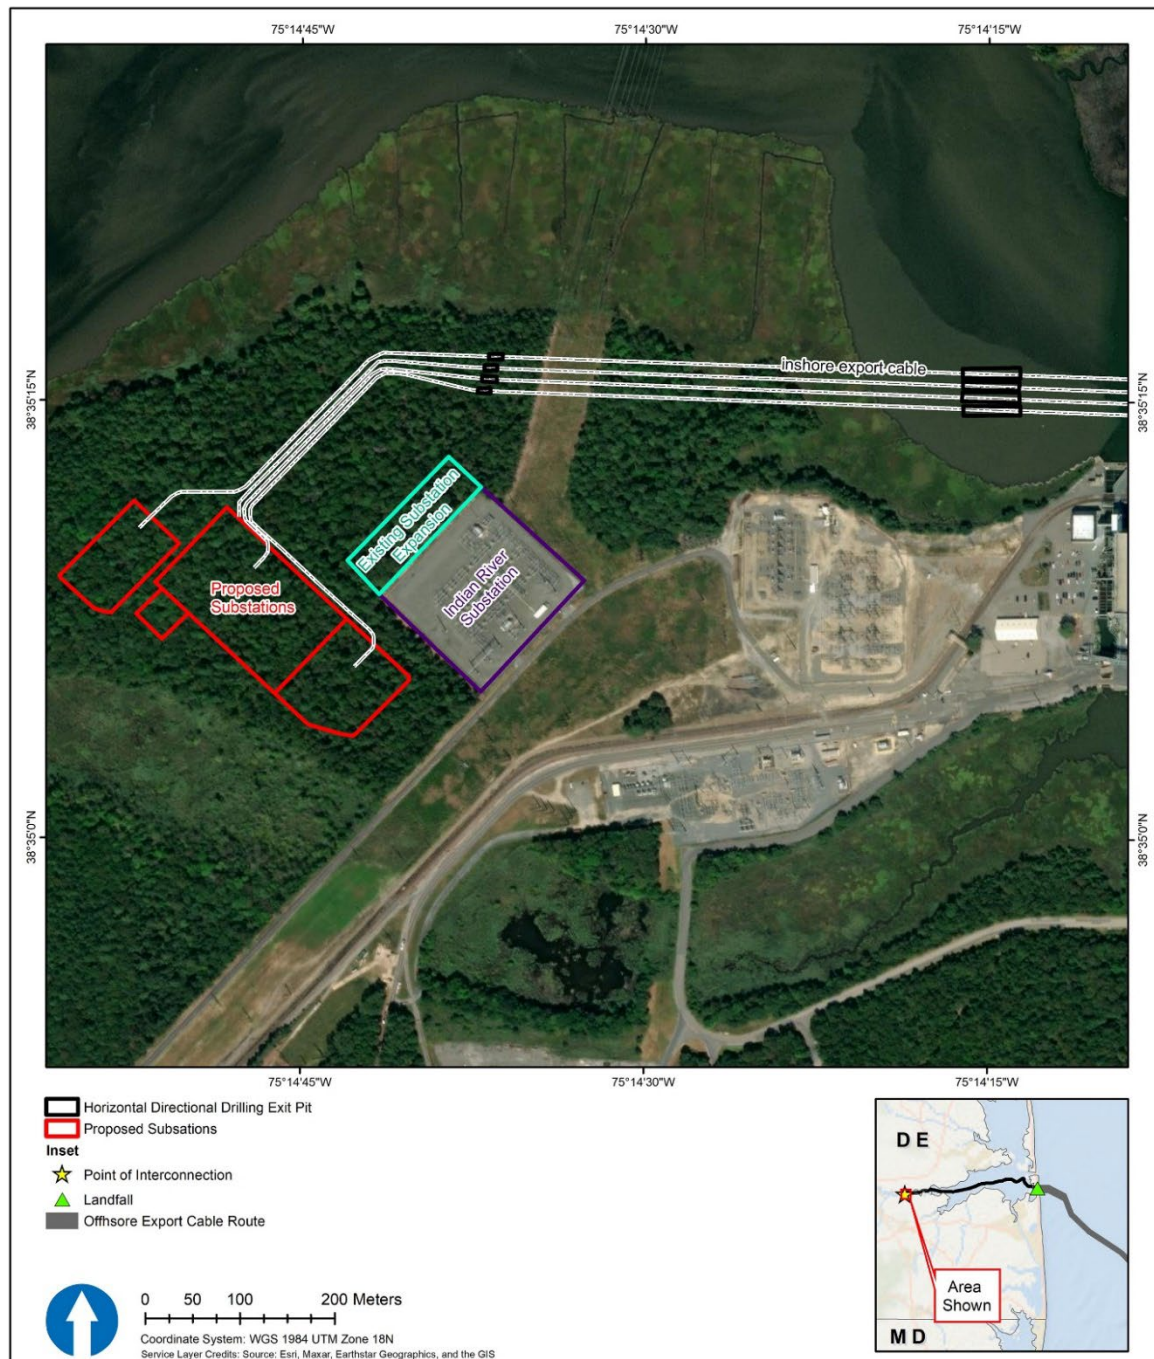 75°14'45"W
75°14'30"W
75°14'15"W
38°35'15"N
38°35'15"N
inshore export cable
Existing Substation
Expansion
Indian River
Substation
Proposed
Substations
38°35'0"N
38°35'0"N
75°14'45"W
75°14'30"W
75°14'15"W
Horizontal Directional Drilling Exit Pit
Proposed Subsations
Inset
Point of Interconnection
Landfall
Offhsore Export Cable Route
0 50 100 200 Meters
Coordinate System: WGS 1984 UTM Zone 18N
Service Layer Credits: Source: Esri, Maxar, Earthstar Geographics, and the GIS
D E
Area
Shown
M D